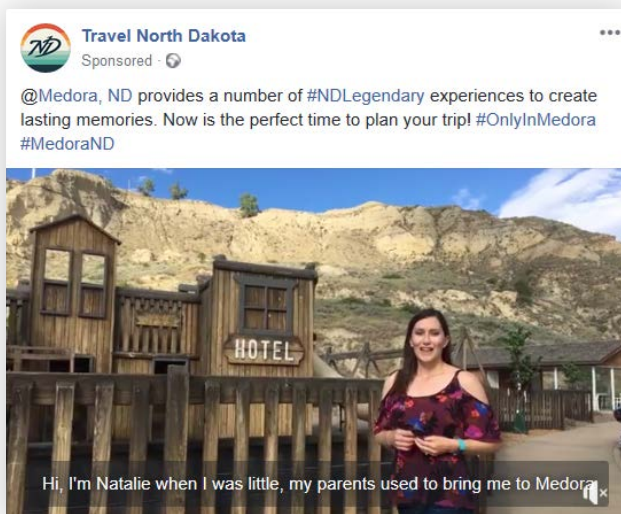 Travel North Dakota
Sponsored ·
@Medora, ND provides a number of #NDLegendary experiences to create
lasting memories. Now is the perfect time to plan your trip! #OnlyInMedora
#MedoraND
ND
HOTEL
Hi, I'm Natalie when I was little, my parents used to bring me to Medora